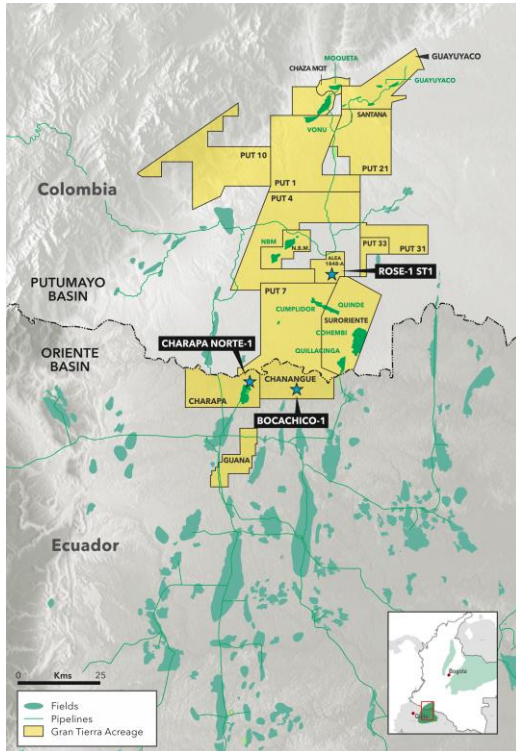 MOQUETA
CHAZA MOT
GUAYUYACO
GUAYUYACO
SANTANA
VONU
PUT 10
PUT 21
PUT 1
Colombia
PUT 4
NBM
N.B.M.
PUT 33
PUT 31
ALEA
1848-A
ROSE-1 ST1
PUTUMAYO
BASIN
PUT 7
CUMPLIDOR
QUINDE
SURORIENTE
COHEMBI
ORIENTE
BASIN
CHARAPA NORTE-1
QUILLACINGA
CHANANGUE
CHARAPA
BOCACHICO-1
GUANA
Ecuador
Kms
0
25
Bogota
Fields
Pipelines
Gran Tierra Acreage